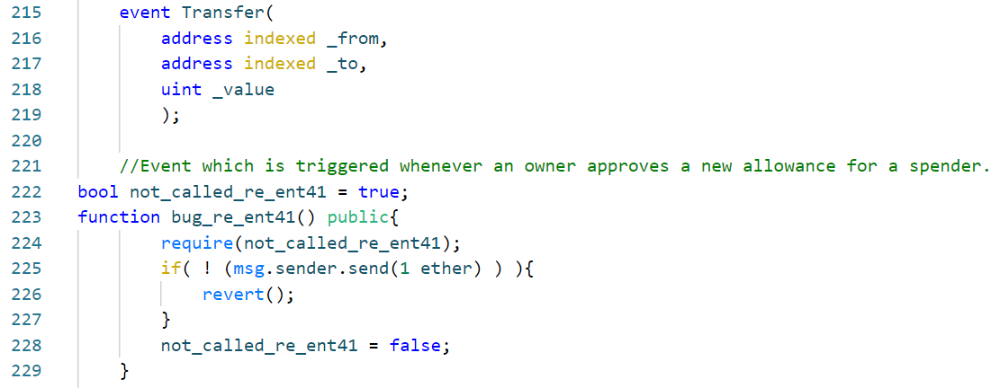 215 event Transfer(
216 address indexed _from,
217 address indexed _to,
218 uint _value
219 );
220
221 //Event which is triggered whenever an owner approves a new allowance for a spender.
222 bool not_called_re_ent41 = true;
223 function bug_re_ent41() public{
224 require(not_called_re_ent41);
225 if( ! (msg.sender.send(1 ether) ) ){
226 revert();
227 }
228 not_called_re_ent41 = false;
229 }